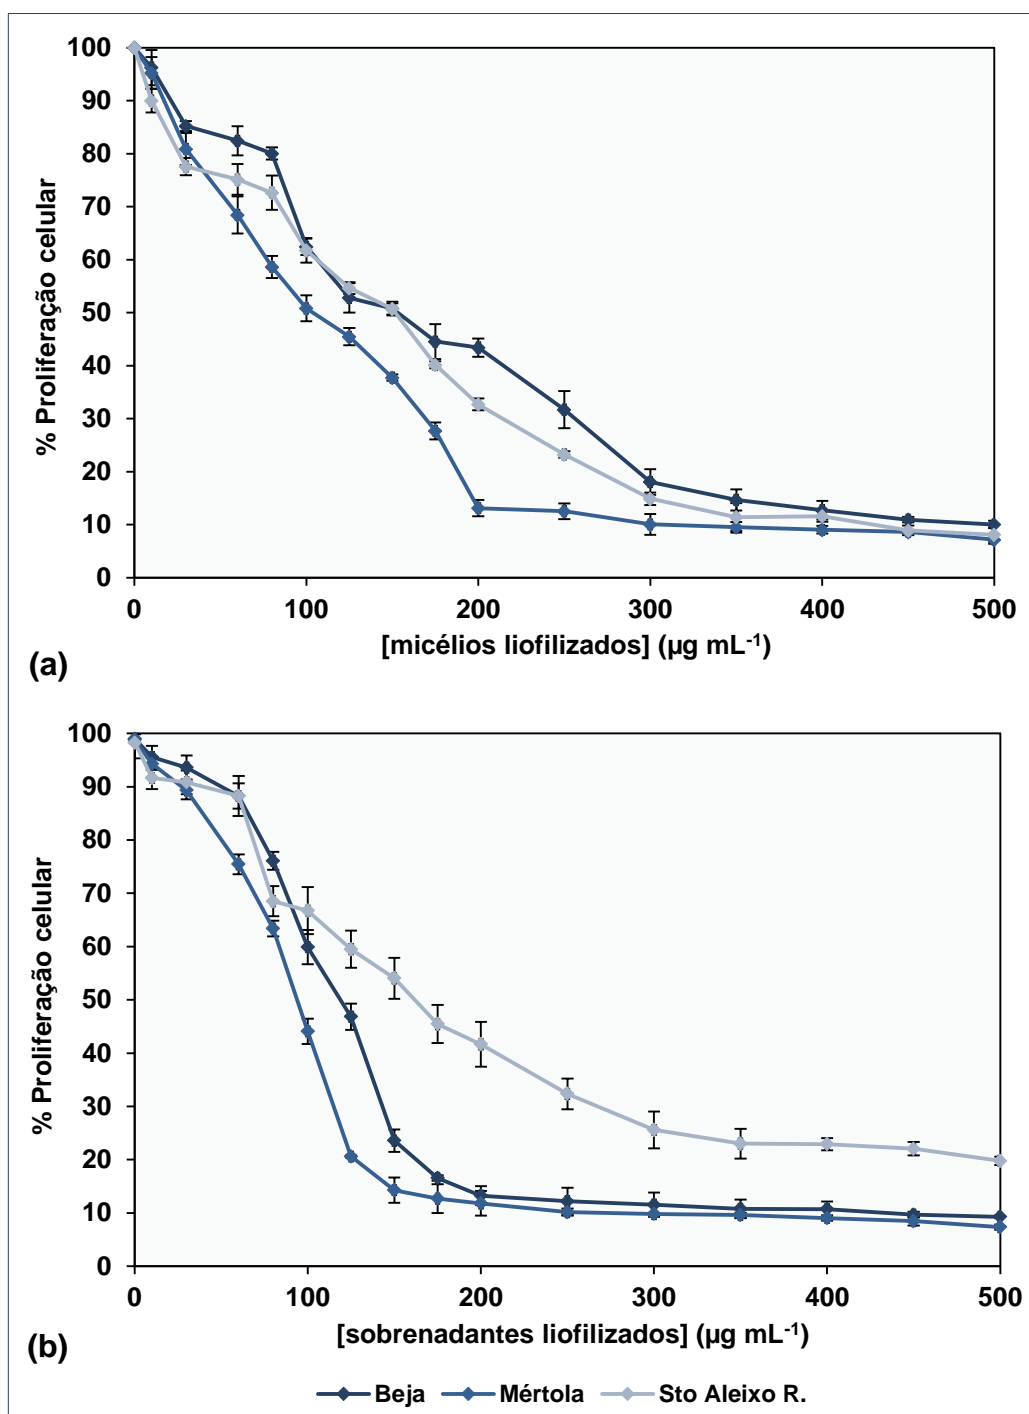 100
90
80
70
60
50
40
30
20
10
0
% Proliferação celular
0 100 200 300 400 500
[micélios liofilizados] (µg mL-1)
(a)
100
90
80
70
60
50
40
30
20
10
0
% Proliferação celular
0 100 200 300 400 500
[sobrenadantes liofilizados] (µg mL-1)
(b)
Beja Mértola Sto Aleixo R.